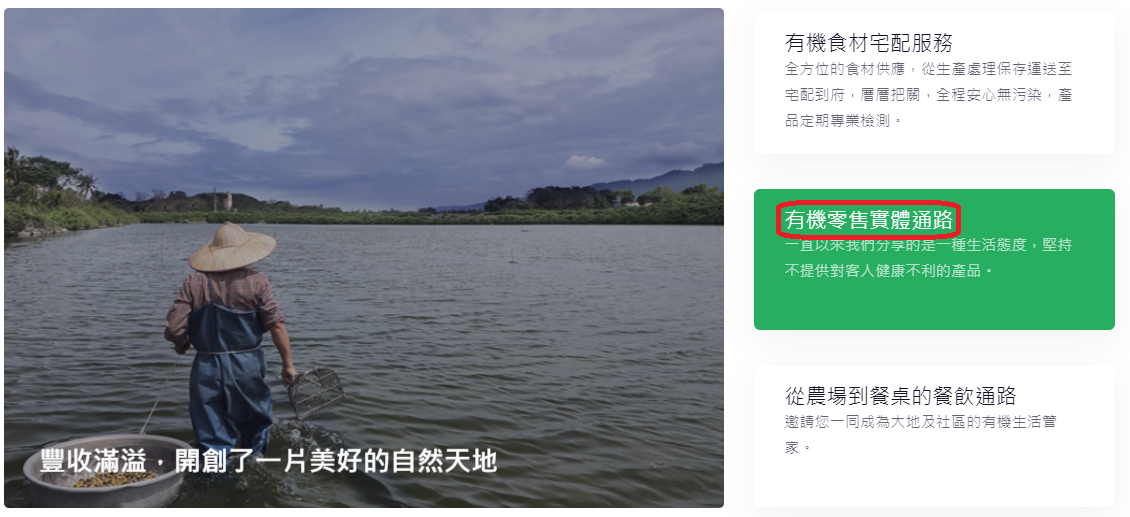 豐收滿溢，開創了一片美好的自然天地
有機食材宅配服務
全方位的食材供應，從生產處理保存運送至
宅配到府，層層把關，全程安心無污染，產
品定期專業檢測。
有機零售實體通路
一直以來我們分享的是一種生活態度，堅持
不提供對客人健康不利的產品。
從農場到餐桌的餐飲通路
邀請您一同成為大地及社區的有機生活管
家。